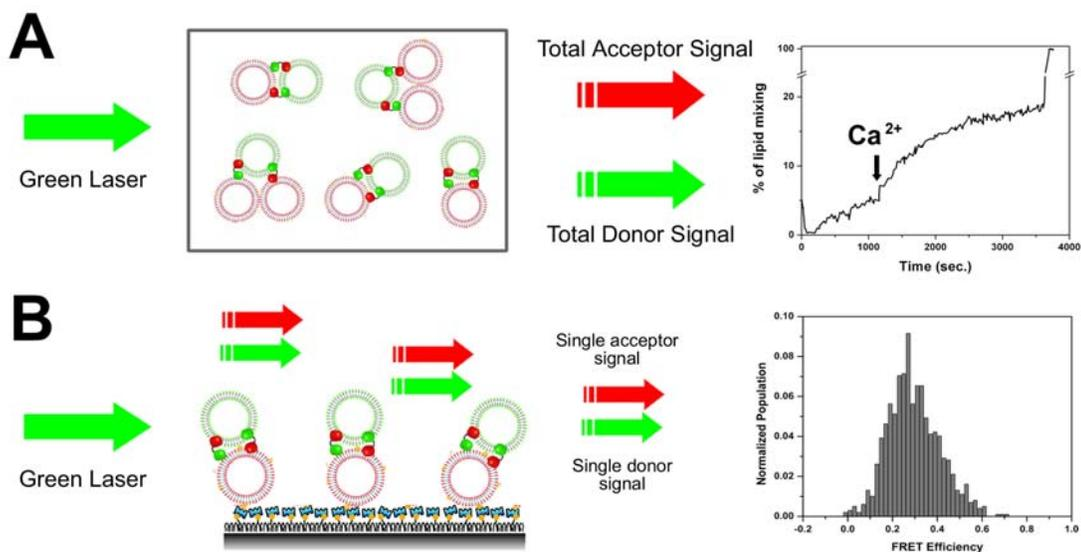 A
Green Laser
Total Acceptor Signal
Total Donor Signal
% of lipid mixing
100
20
10
0
Ca2+
0
1000
2000
3000
4000
Time (sec.)
B
Green Laser
Single acceptor
signal
Single donor
signal
Normalized Population
0.10
0.08
0.06
0.04
0.02
0.00
-0.2
0.0
0.2
0.4
0.6
0.8
1.0
FRET Efficiency